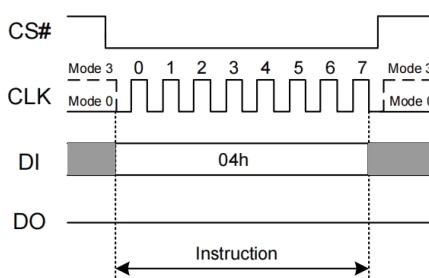 CS#
Mode 3 0 1 2 3 4 5 6 7 Mode 3
CLK
Mode 0 Mode 0
DI 04h
DO
Instruction